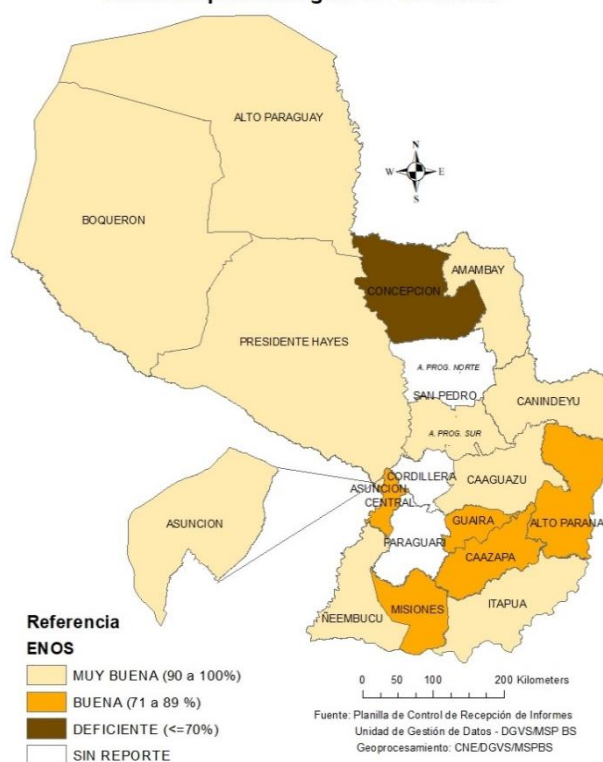 ALTO PARAGUAY
N
W E
S
BOQUERON
AMAMBAY
CONCEPCION
PRESIDENTE HAYES
A. PROG. NORTE
SAN PEDRO
CANINDEYU
A. PROG. SUR
CORDILLERA
CAAGUAZU
ASUNCION
CENTRAL
ASUNCION
GUAIRA
ALTO PARANA
PARAGUARI
CAAZAPA
ÑEEMBUCU
MISIONES
ITAPUA
Referencia
ENOS
MUY BUENA (90 a 100%)
BUENA (71 a 89 %)
DEFICIENTE (<=70%)
SIN REPORTE
0 50 100 200 Kilometers
Fuente: Planilla de Control de Recepción de Informes
Unidad de Gestión de Datos - DGVS/MSP BS
Geoprocesamiento: CNE/DGVS/MSPBS